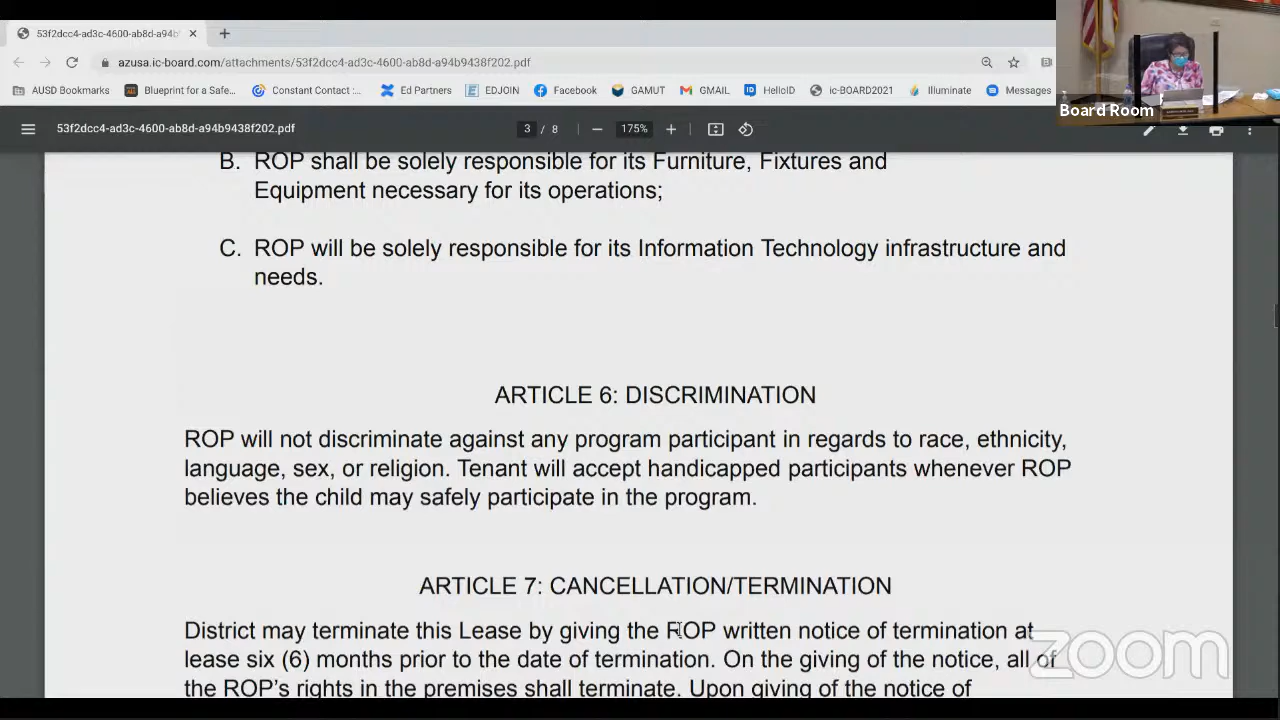 53f2dcc4-ad3c-4600-ab8d-a94b
azusa.ic-board.com/attachments/53f2dcc4-ad3c-4600-ab8d-a94b9438f202.pdf
AUSD Bookmarks Blueprint for a Safe... Constant Contact :... Ed Partners EDJOIN Facebook GAMUT GMAIL HelloID ic-BOARD2021 Illuminate Messages
Board Room
53f2dcc4-ad3c-4600-ab8d-a94b9438f202.pdf 3 / 8 175%
B. ROP shall be solely responsible for its Furniture, Fixtures and
Equipment necessary for its operations;
C. ROP will be solely responsible for its Information Technology infrastructure and
needs.
ARTICLE 6: DISCRIMINATION
ROP will not discriminate against any program participant in regards to race, ethnicity,
language, sex, or religion. Tenant will accept handicapped participants whenever ROP
believes the child may safely participate in the program.
ARTICLE 7: CANCELLATION/TERMINATION
District may terminate this Lease by giving the ROP written notice of termination at
lease six (6) months prior to the date of termination. On the giving of the notice, all of
the ROP's rights in the premises shall terminate. Upon giving of the notice of
zoom